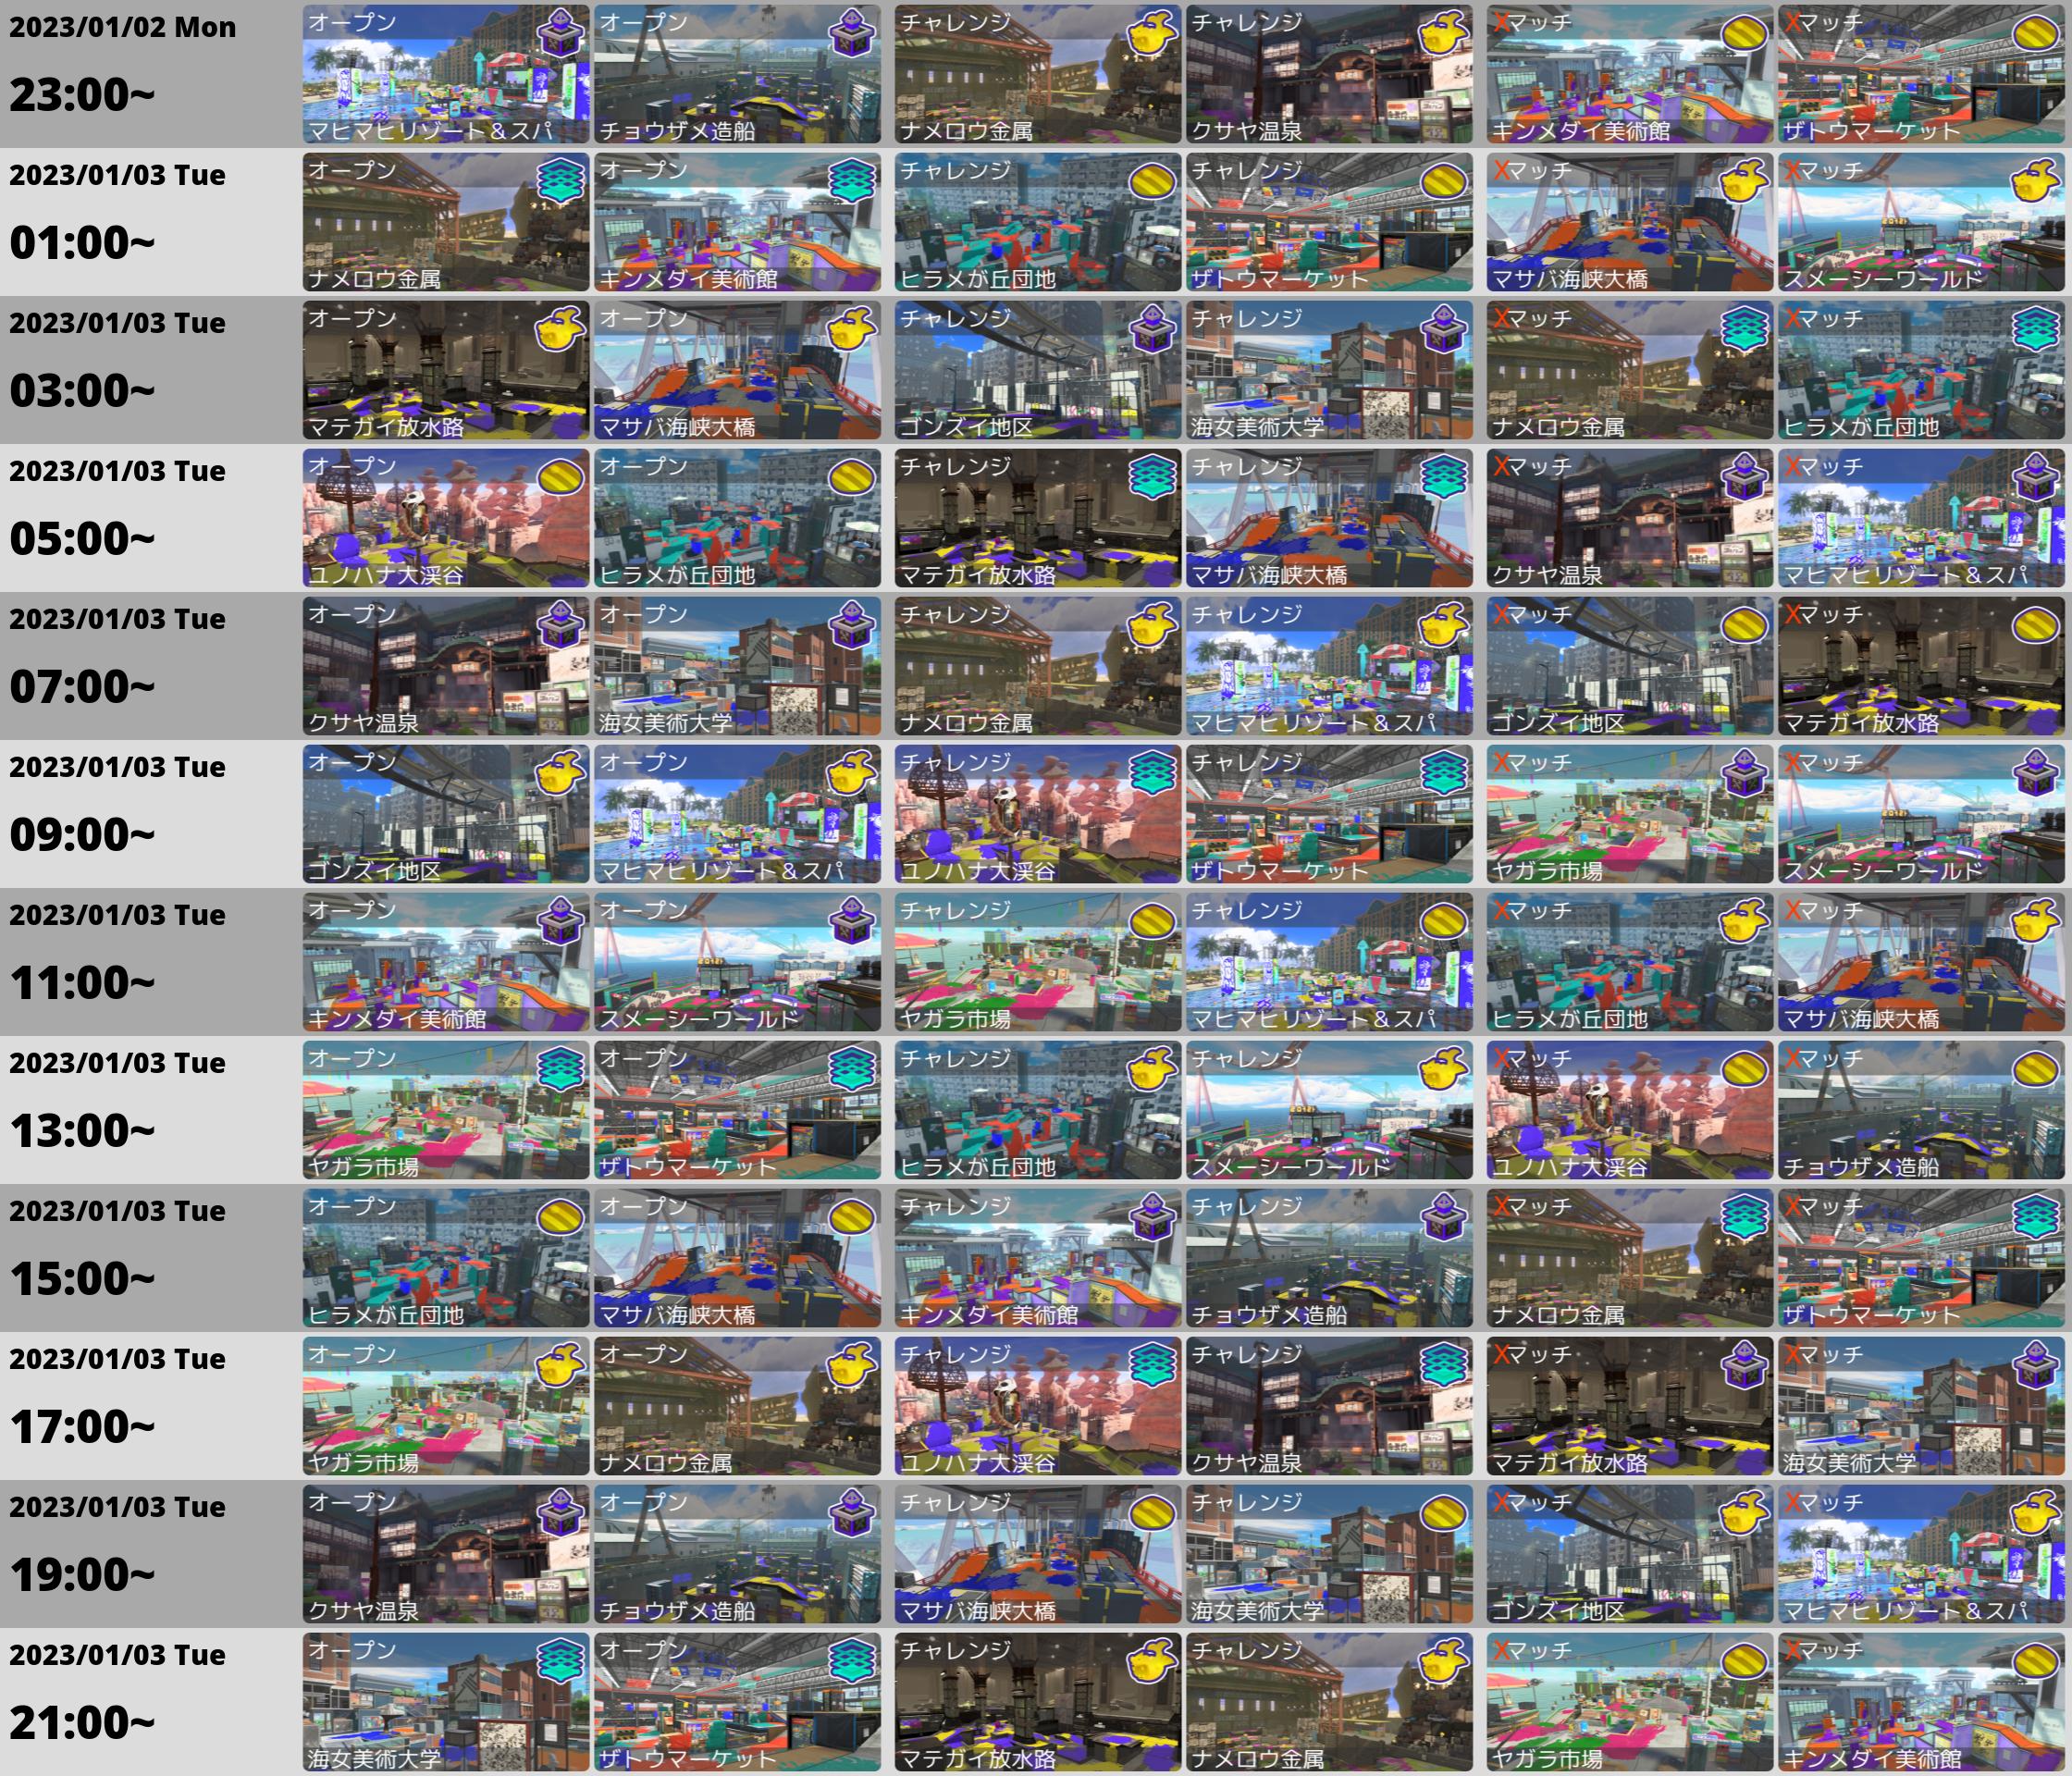 2023/01/02 Mon
23:00~
オープン オープン チャレンジ チャレンジ Xマッチ Xマッチ
マヒマヒリゾート＆スパ チョウザメ造船 ナメロウ金属 クサヤ温泉 キンメダイ美術館 ザトウマーケット
2023/01/03 Tue
01:00~
オープン オープン チャレンジ チャレンジ Xマッチ Xマッチ
ナメロウ金属 キンメダイ美術館 ヒラメが丘団地 ザトウマーケット マサバ海峡大橋 スメーシーワールド
2023/01/03 Tue
03:00~
オープン オープン チャレンジ チャレンジ Xマッチ Xマッチ
マテガイ放水路 マサバ海峡大橋 ゴンズイ地区 海女美術大学 ナメロウ金属 ヒラメが丘団地
2023/01/03 Tue
05:00~
オープン オープン チャレンジ チャレンジ Xマッチ Xマッチ
ユノハナ大渓谷 ヒラメが丘団地 マテガイ放水路 マサバ海峡大橋 クサヤ温泉 マヒマヒリゾート＆スパ
2023/01/03 Tue
07:00~
オープン オープン チャレンジ チャレンジ Xマッチ Xマッチ
クサヤ温泉 海女美術大学 ナメロウ金属 マヒマヒリゾート＆スパ ゴンズイ地区 マテガイ放水路
2023/01/03 Tue
09:00~
オープン オープン チャレンジ チャレンジ Xマッチ Xマッチ
ゴンズイ地区 マヒマヒリゾート＆スパ ユノハナ大渓谷 ザトウマーケット ヤガラ市場 スメーシーワールド
2023/01/03 Tue
11:00~
オープン オープン チャレンジ チャレンジ Xマッチ Xマッチ
キンメダイ美術館 スメーシーワールド ヤガラ市場 マヒマヒリゾート＆スパ ヒラメが丘団地 マサバ海峡大橋
2023/01/03 Tue
13:00~
オープン オープン チャレンジ チャレンジ Xマッチ Xマッチ
ヤガラ市場 ザトウマーケット ヒラメが丘団地 スメーシーワールド ユノハナ大渓谷 チョウザメ造船
2023/01/03 Tue
15:00~
オープン オープン チャレンジ チャレンジ Xマッチ Xマッチ
ヒラメが丘団地 マサバ海峡大橋 キンメダイ美術館 チョウザメ造船 ナメロウ金属 ザトウマーケット
2023/01/03 Tue
17:00~
オープン オープン チャレンジ チャレンジ Xマッチ Xマッチ
ヤガラ市場 ナメロウ金属 ユノハナ大渓谷 クサヤ温泉 マテガイ放水路 海女美術大学
2023/01/03 Tue
19:00~
オープン オープン チャレンジ チャレンジ Xマッチ Xマッチ
クサヤ温泉 チョウザメ造船 マサバ海峡大橋 海女美術大学 ゴンズイ地区 マヒマヒリゾート＆スパ
2023/01/03 Tue
21:00~
オープン オープン チャレンジ チャレンジ Xマッチ Xマッチ
海女美術大学 ザトウマーケット マテガイ放水路 ナメロウ金属 ヤガラ市場 キンメダイ美術館